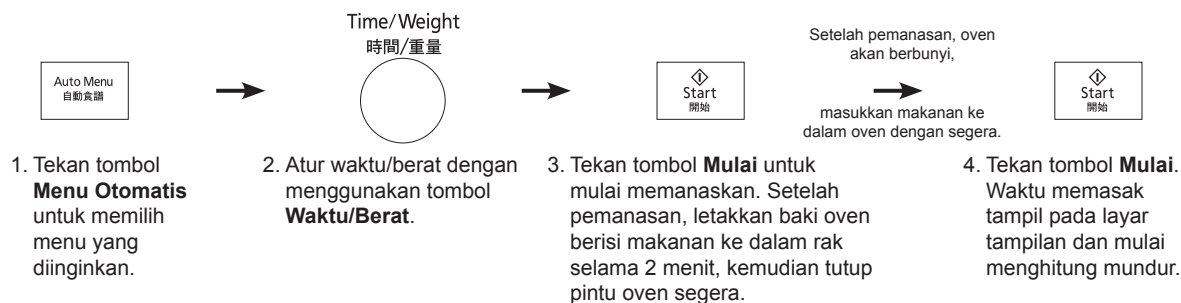 Auto Menu
自動食譜
Time/Weight
時間/重量
Start
開始
Setelah pemanasan, oven
akan berbunyi,
masukkan makanan ke
dalam oven dengan segera.
Start
開始
1. Tekan tombol
Menu Otomatis
untuk memilih
menu yang
diinginkan.
2. Atur waktu/berat dengan
menggunakan tombol
Waktu/Berat.
3. Tekan tombol Mulai untuk
mulai memanaskan. Setelah
pemanasan, letakkan baki oven
berisi makanan ke dalam rak
selama 2 menit, kemudian tutup
pintu oven segera.
4. Tekan tombol Mulai.
Waktu memasak
tampil pada layar
tampilan dan mulai
menghitung mundur.